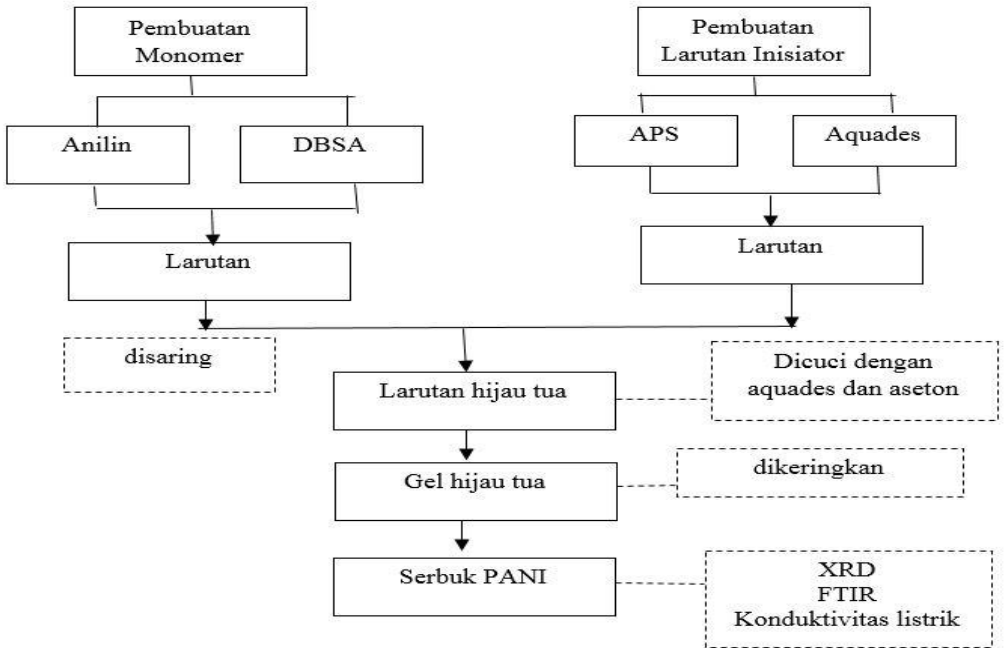 Pembuatan
Monomer
Pembuatan
Larutan Inisiator
Anilin
DBSA
APS
Aquades
Larutan
Larutan
disaring
Dicuci dengan
aquades dan aseton
Larutan hijau tua
Gel hijau tua
dikeringkan
Serbuk PANI
XRD
FTIR
Konduktivitas listrik